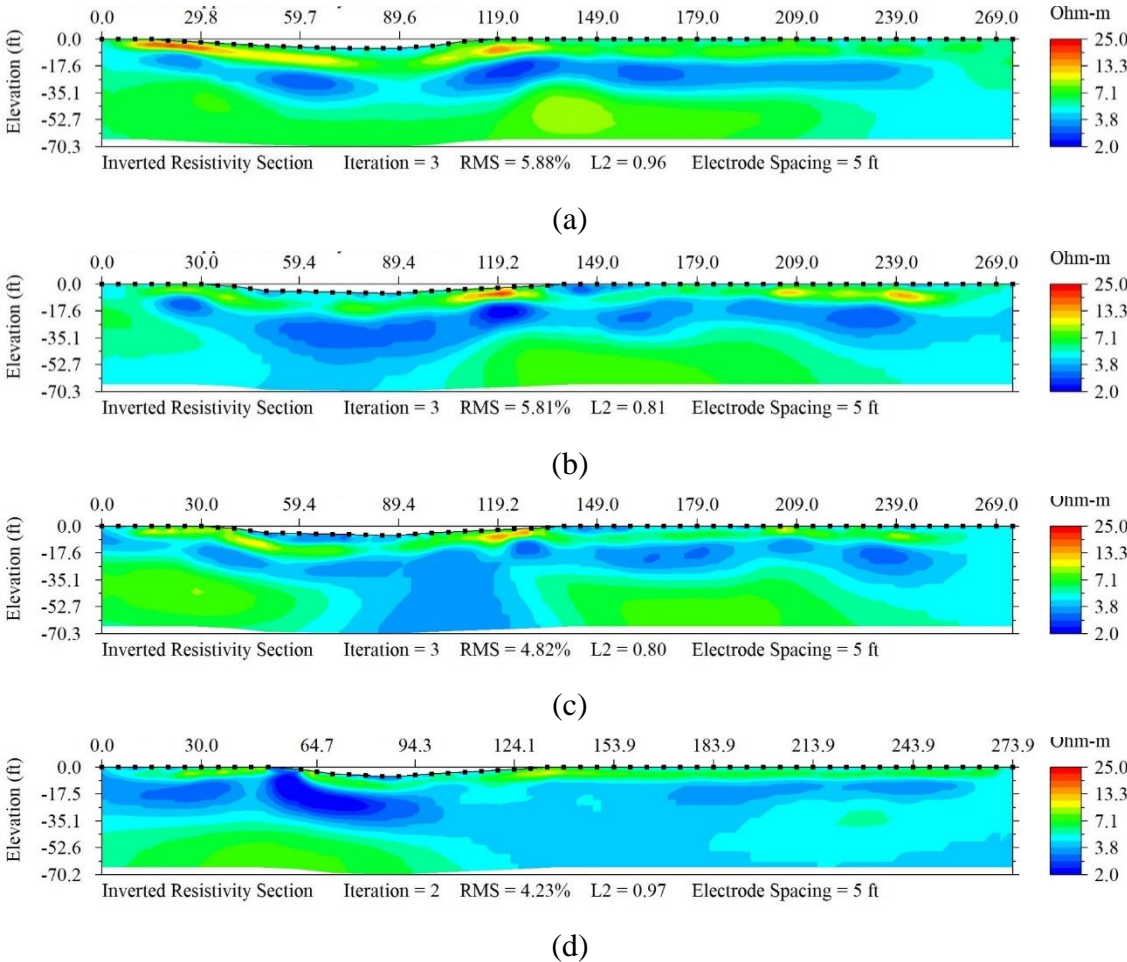 0.0 29.8 59.7 89.6 119.0 149.0 179.0 209.0 239.0 269.0 Ohm-m
Elevation (ft)
0.0 25.0
-17.6 13.3
-35.1 7.1
-52.7 3.8
-70.3 2.0
Inverted Resistivity Section Iteration = 3 RMS = 5.88% L2 = 0.96 Electrode Spacing = 5 ft
(a)
0.0 30.0 59.4 89.4 119.2 149.0 179.0 209.0 239.0 269.0 Ohm-m
Elevation (ft)
0.0 25.0
-17.6 13.3
-35.1 7.1
-52.7 3.8
-70.3 2.0
Inverted Resistivity Section Iteration = 3 RMS = 5.81% L2 = 0.81 Electrode Spacing = 5 ft
(b)
0.0 30.0 59.4 89.4 119.2 149.0 179.0 209.0 239.0 269.0 Ohm-m
Elevation (ft)
0.0 25.0
-17.6 13.3
-35.1 7.1
-52.7 3.8
-70.3 2.0
Inverted Resistivity Section Iteration = 3 RMS = 4.82% L2 = 0.80 Electrode Spacing = 5 ft
(c)
0.0 30.0 64.7 94.3 124.1 153.9 183.9 213.9 243.9 273.9 Ohm-m
Elevation (ft)
0.0 25.0
-17.5 13.3
-35.1 7.1
-52.6 3.8
-70.2 2.0
Inverted Resistivity Section Iteration = 2 RMS = 4.23% L2 = 0.97 Electrode Spacing = 5 ft
(d)